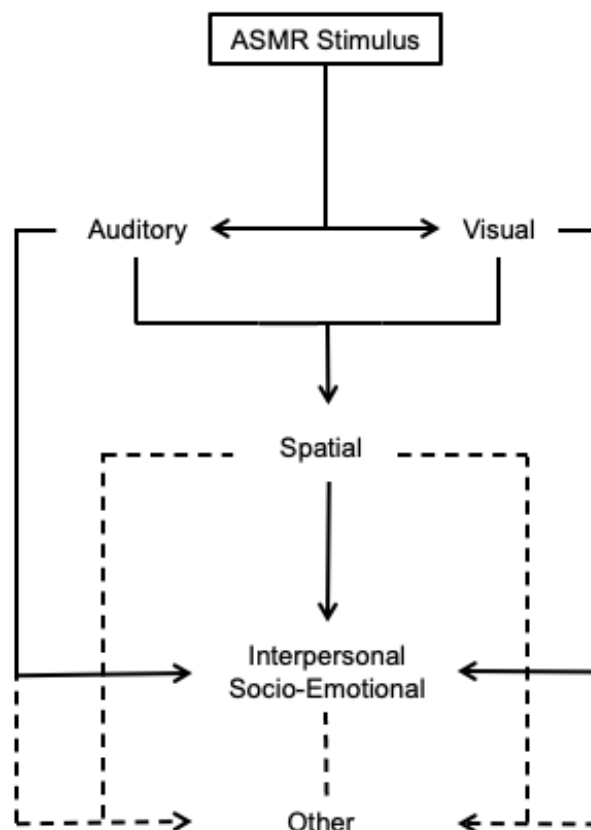 ASMR Stimulus
Auditory
Visual
Spatial
Interpersonal
Socio-Emotional
Other